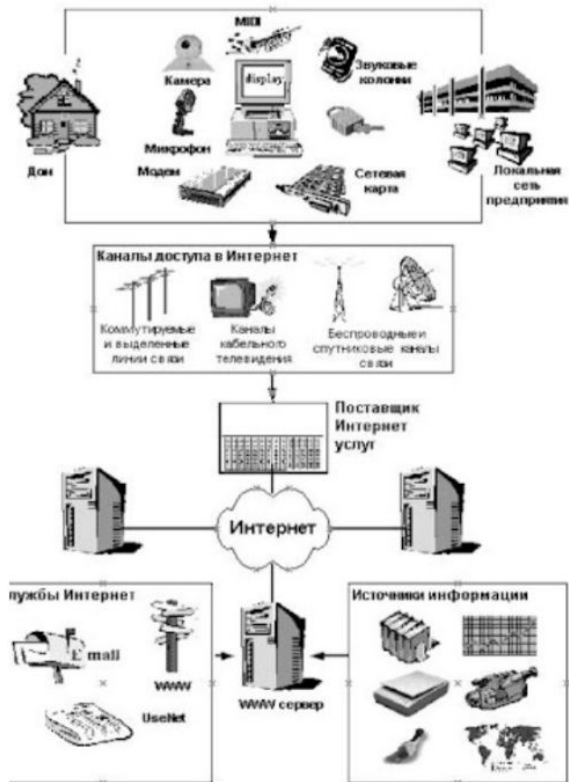 MIDI
Камера
display
Звуковые
колонки
Микрофон
Дон
Модем
Сетевая
карта
Локальная
сеть
предприятия
Каналы доступа в Интернет
Коммутируемые
и выделенные
линии связи
Каналы
кабельного
телевидения
Беспроводные и
спутниковые каналы
связи
Поставщик
Интернет
услуг
Интернет
лужбы Интернет
Email
WWW
UseNet
WWW сервер
Источники информации